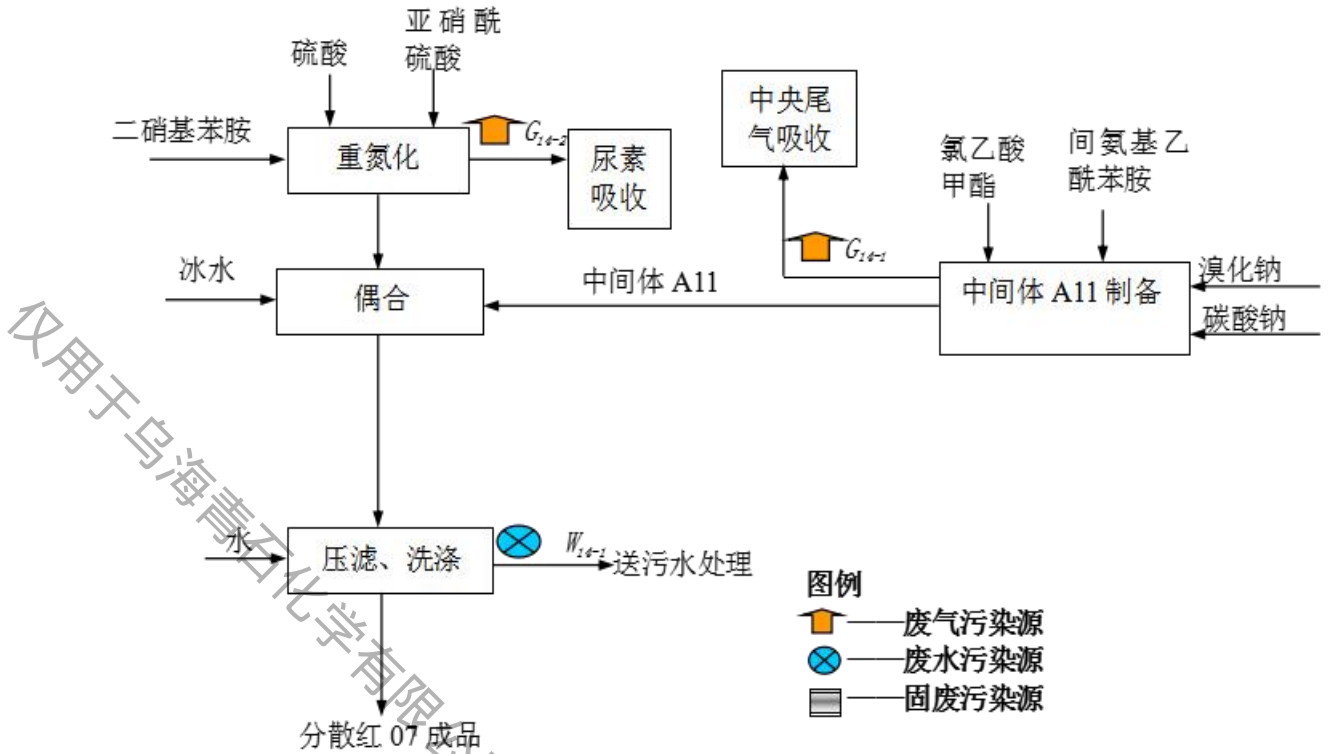 亚硝酰
硫酸
硫酸
二硝基苯胺
重氮化
G14-2
尿素
吸收
中央尾
气吸收
氯乙酸
甲酯
间氨基乙
酰苯胺
G14-1
冰水
偶合
中间体 A11
中间体 A11 制备
溴化钠
碳酸钠
水
压滤、洗涤
W14-1
送污水处理
图例
——废气污染源
——废水污染源
——固废污染源
分散红 07 成品
仅用于乌海青石化学有限